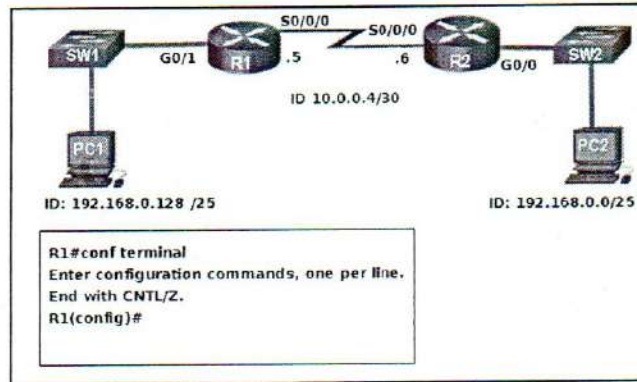 S0/0/0
S0/0/0
SW1
G0/1
R1
.5
.6
R2
G0/0
SW2
ID 10.0.0.4/30
PC1
PC2
ID: 192.168.0.128 /25
ID: 192.168.0.0/25
R1#conf terminal
Enter configuration commands, one per line.
End with CNTL/Z.
R1(config)#